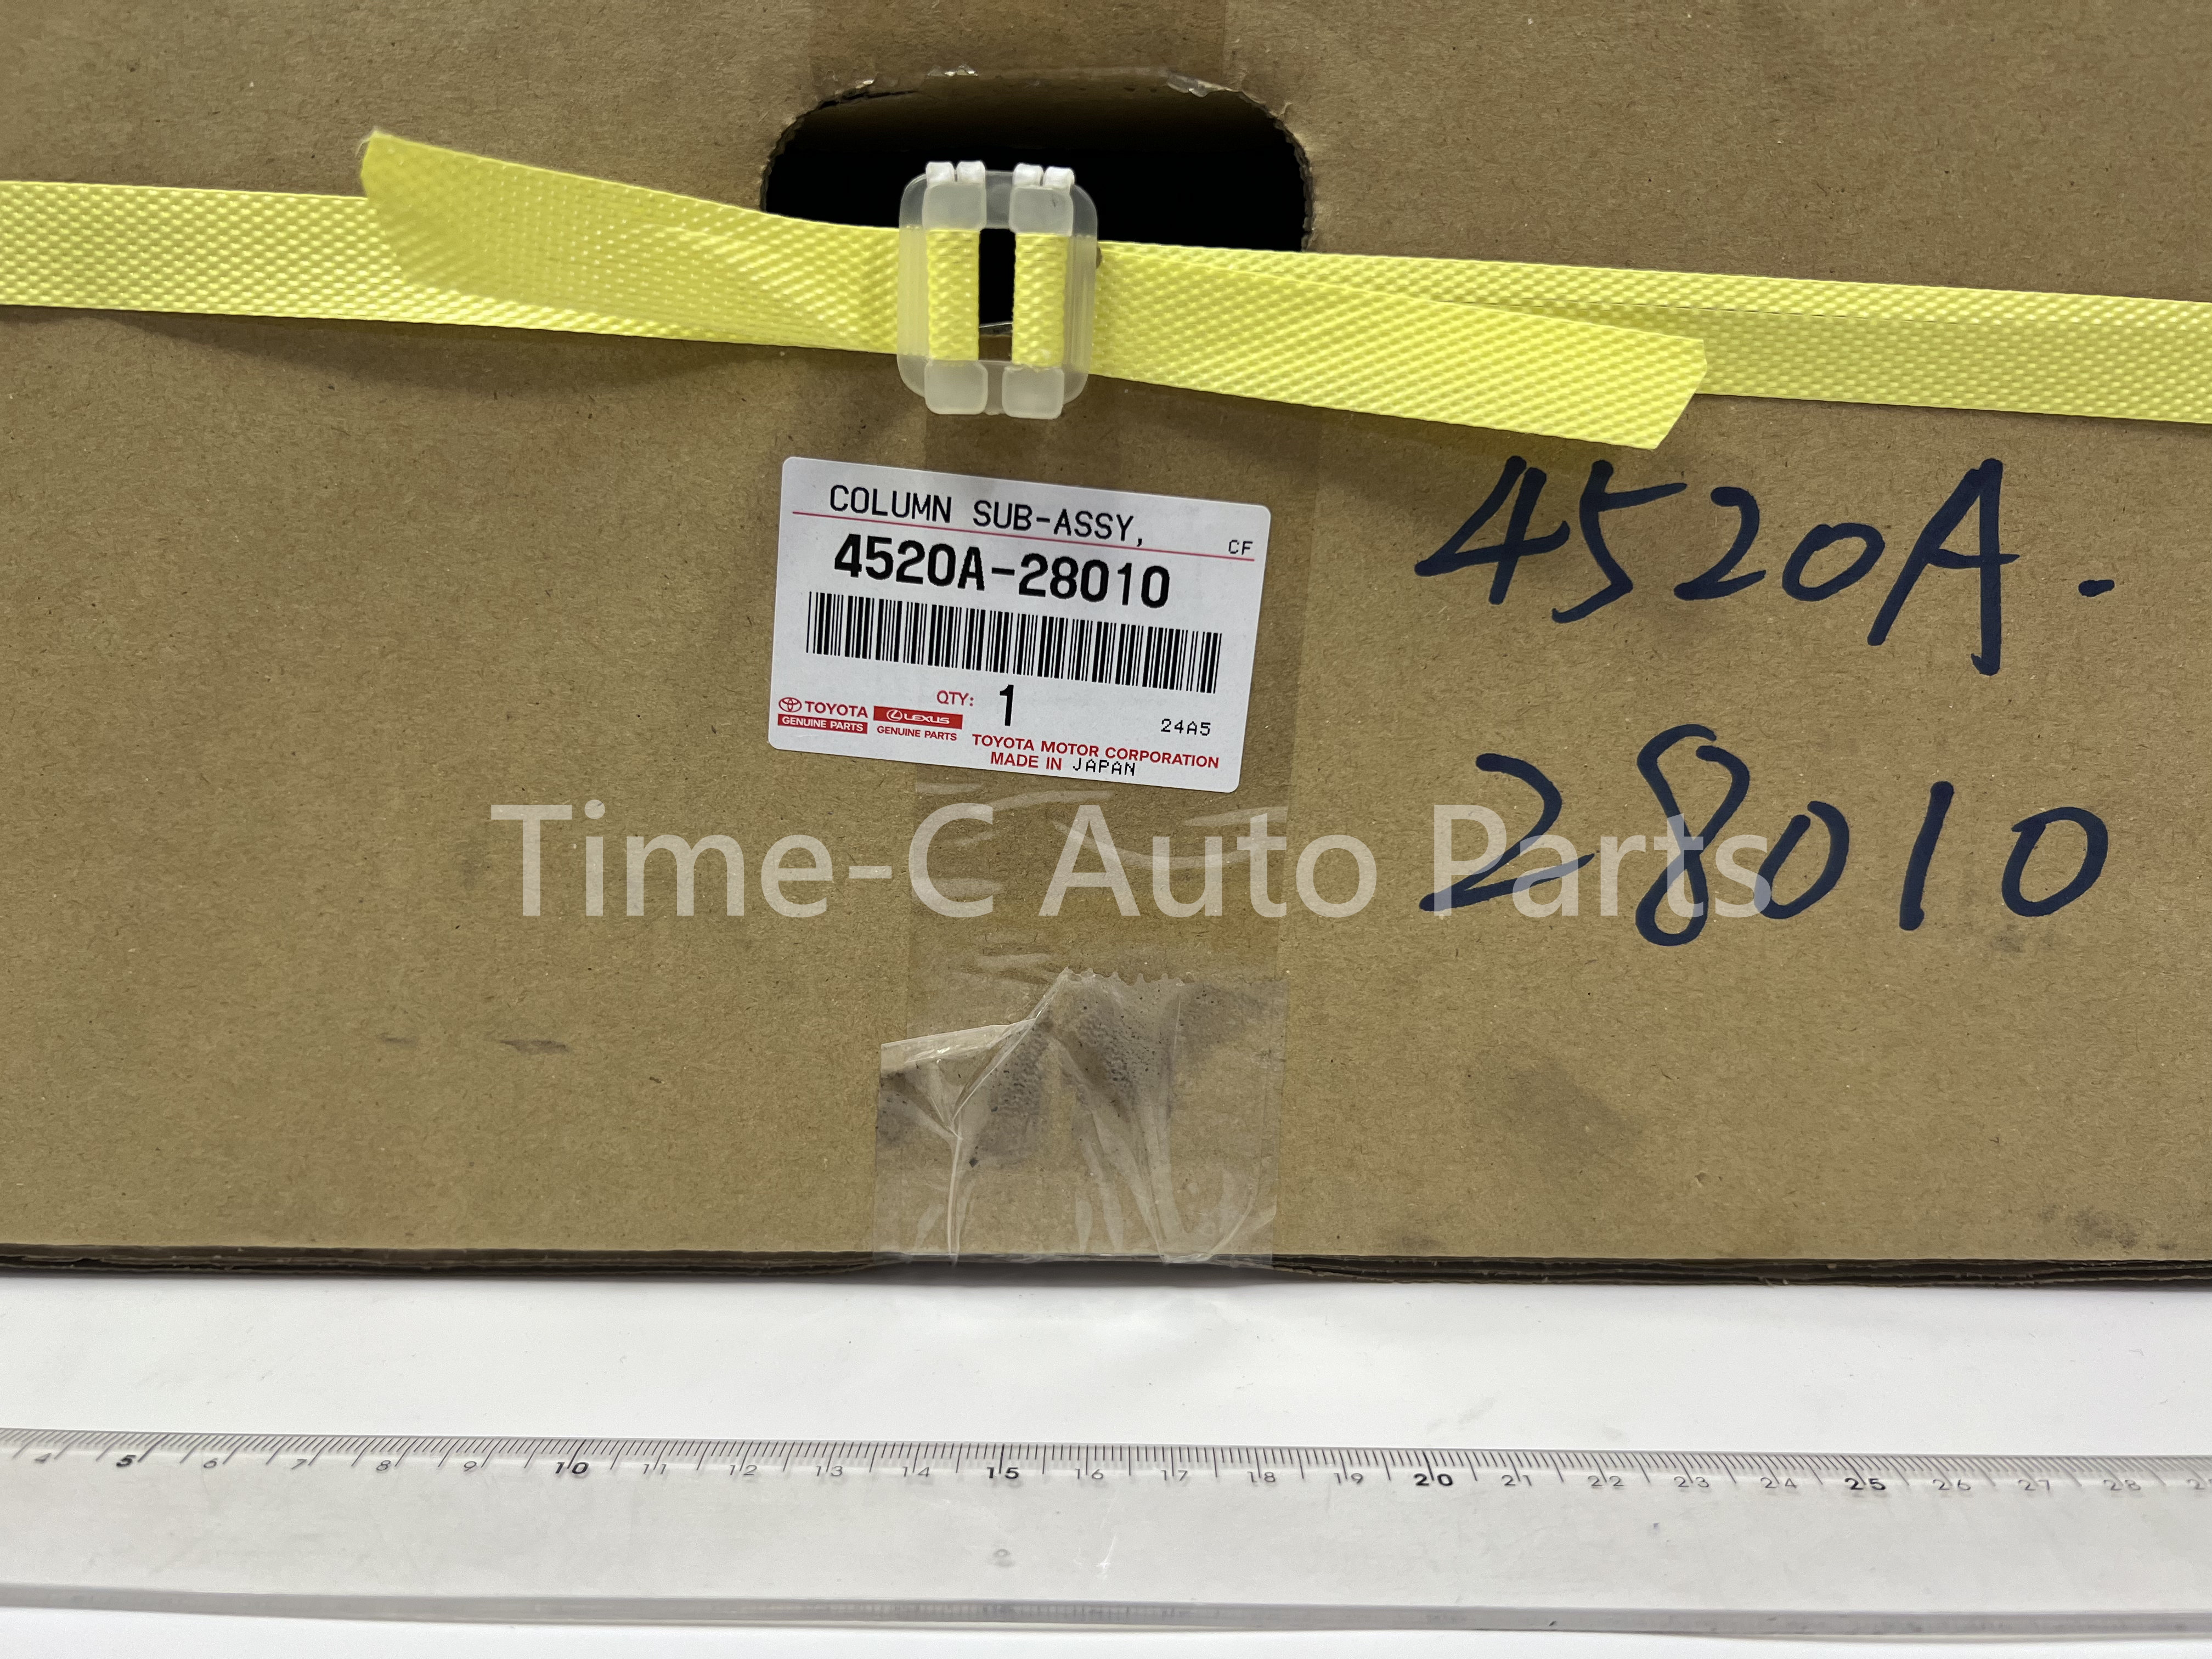 COLUMN SUB-ASSY,
CF
4520A-28010
QTY: 1
24A5
TOYOTA
GENUINE PARTS
LEXUS
GENUINE PARTS
TOYOTA MOTOR CORPORATION
MADE IN JAPAN
4520A-
28010
Time-C Auto Parts
4 5 6 7 8 9 10 11 12 13 14 15 16 17 18 19 20 21 22 23 24 25 26 27 28